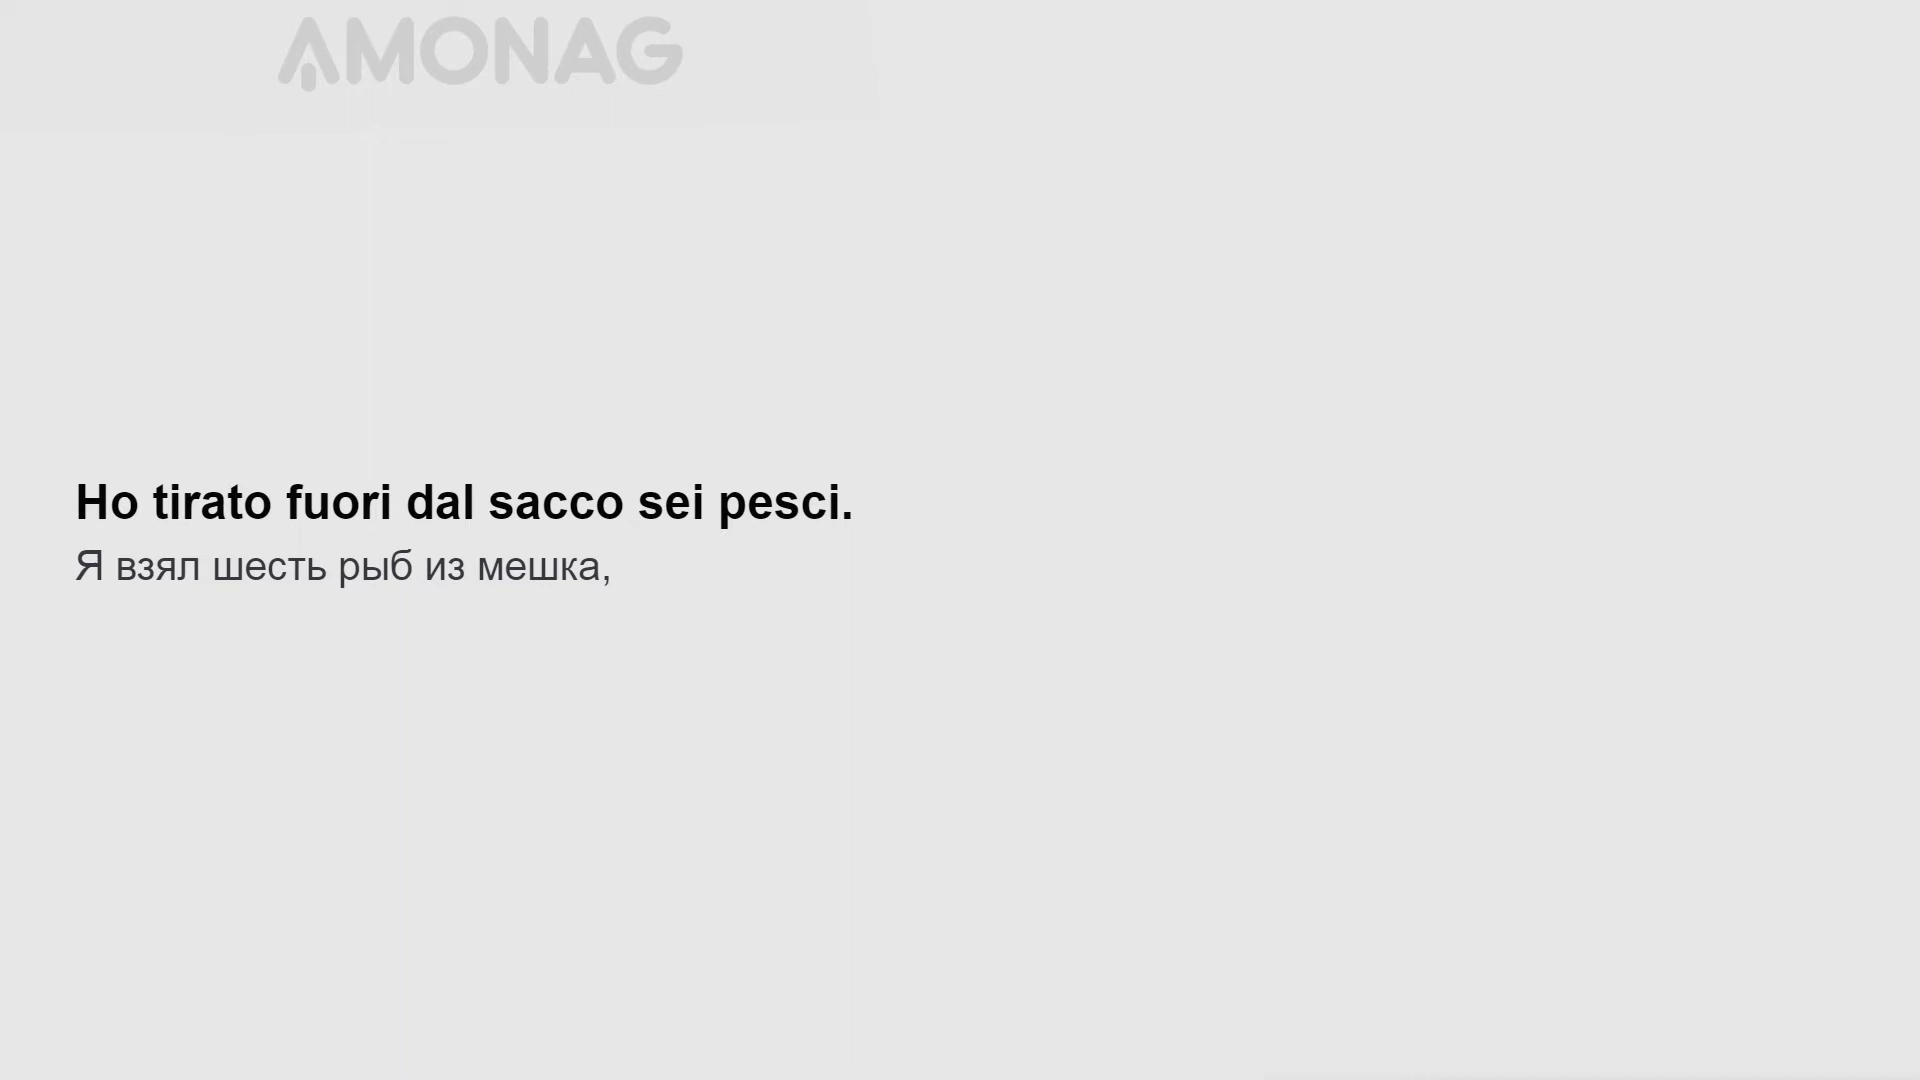 AMONAG
Ho tirato fuori dal sacco sei pesci.
Я взял шесть рыб из мешка,